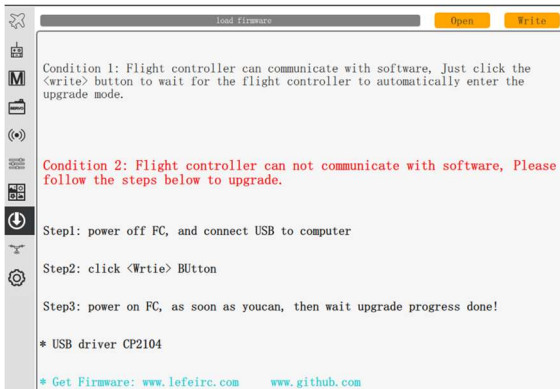 load firmware
Open
Write
Condition 1: Flight controller can communicate with software, Just click the
<write> button to wait for the flight controller to automatically enter the
upgrade mode.
M
SERVO
Condition 2: Flight controller can not communicate with software, Please
follow the steps below to upgrade.
Step1: power off FC, and connect USB to computer
Step2: click <Wrtie> BUtton
Step3: power on FC, as soon as youcan, then wait upgrade progress done!
* USB driver CP2104
* Get Firmware: www.lefeirc.com www.github.com